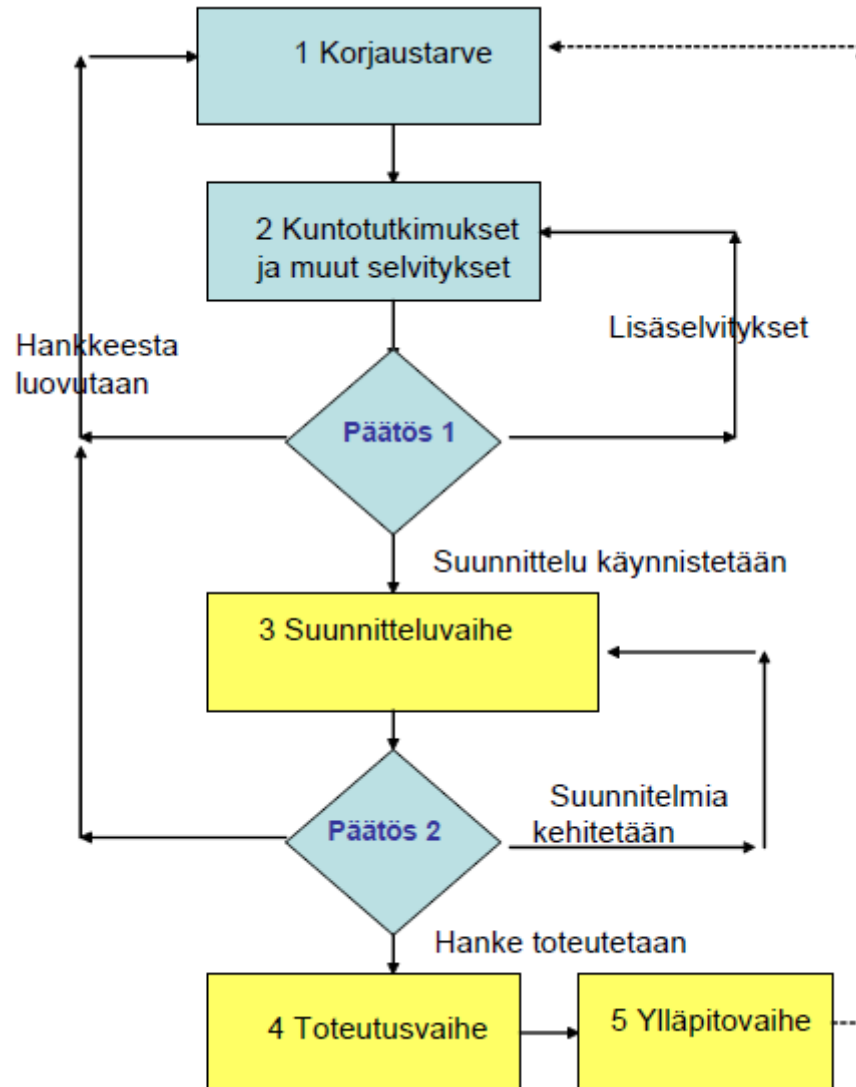 1 Korjaustarve
2 Kuntotutkimukset
ja muut selvitykset
Lisäselvitykset
Hankkeesta
luovutaan
Päätös 1
Suunnittelu käynnistetään
3 Suunnitteluvaihe
Suunnitelmia
kehitetään
Päätös 2
Hanke toteutetaan
4 Toteutusvaihe
5 Ylläpitovaihe